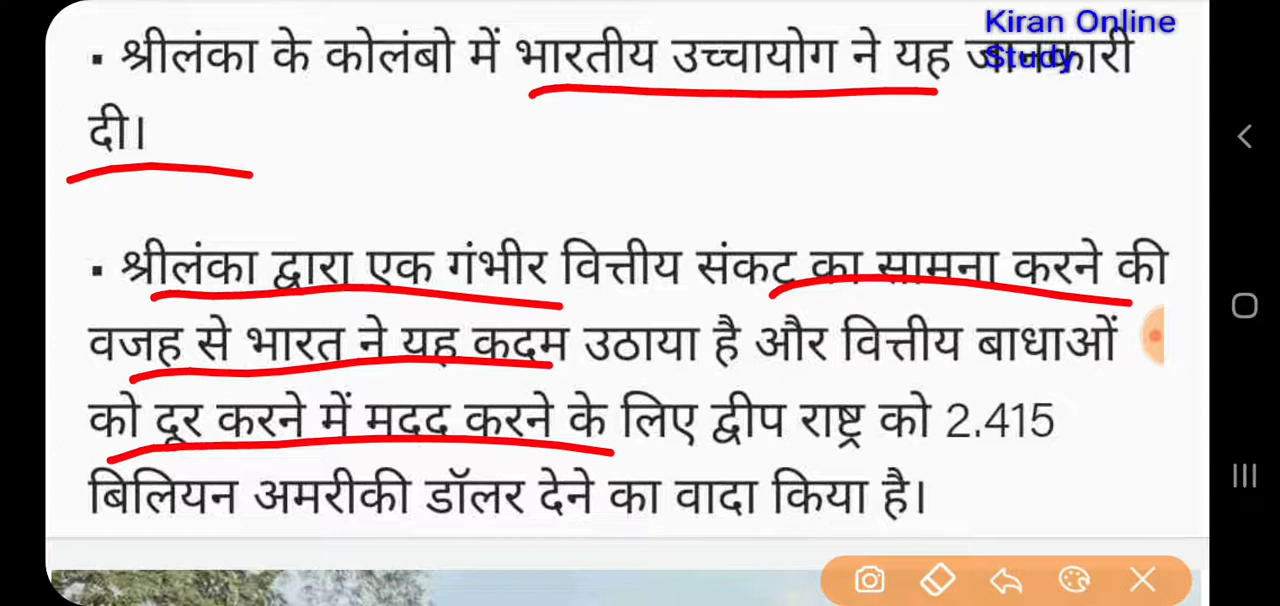 Kiran Online
Study
▪ श्रीलंका के कोलंबो में भारतीय उच्चायोग ने यह जानकारी
दी।
▪ श्रीलंका द्वारा एक गंभीर वित्तीय संकट का सामना करने की
वजह से भारत ने यह कदम उठाया है और वित्तीय बाधाओं
को दूर करने में मदद करने के लिए द्वीप राष्ट्र को 2.415
बिलियन अमरीकी डॉलर देने का वादा किया है।